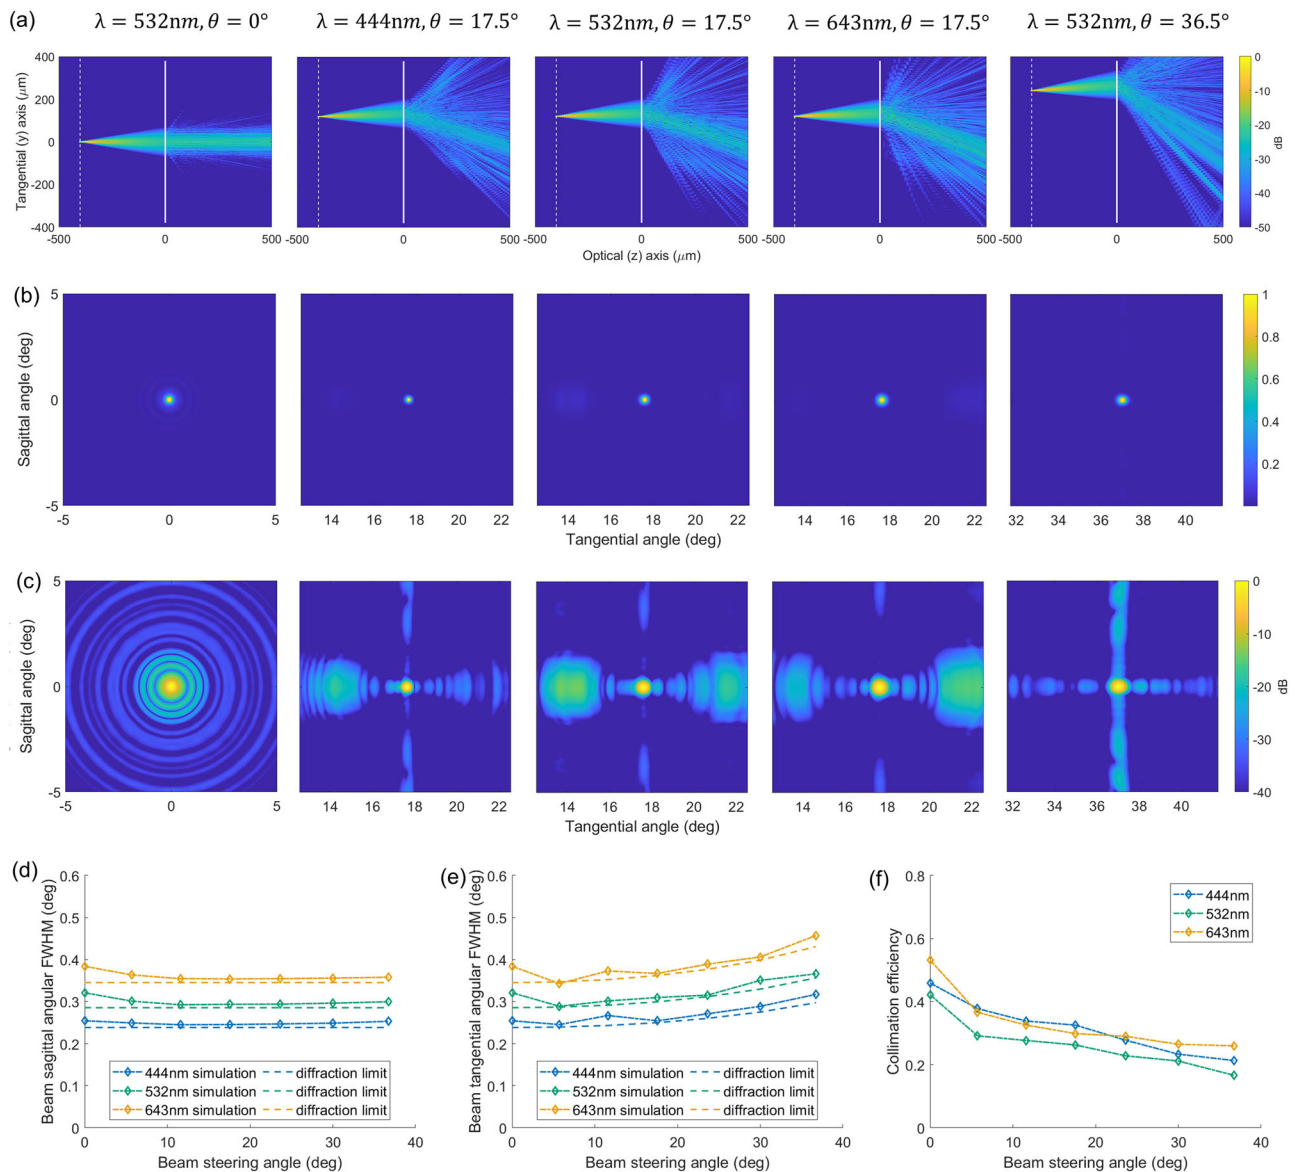 (a) λ = 532nm, θ = 0° λ = 444nm, θ = 17.5° λ = 532nm, θ = 17.5° λ = 643nm, θ = 17.5° λ = 532nm, θ = 36.5°
Tangential (y) axis (μm)
400
200
0
-200
-400
-500 0 500
-500 0 500
-500 0 500
-500 0 500
-500 0 500
Optical (z) axis (μm)
0
-10
-20
-30
-40
-50
dB
(b)
Sagittal angle (deg)
5
0
-5
-5 0 5
14 16 18 20 22
14 16 18 20 22
14 16 18 20 22
32 34 36 38 40
Tangential angle (deg)
1
0.8
0.6
0.4
0.2
(c)
Sagittal angle (deg)
5
0
-5
-5 0 5
14 16 18 20 22
14 16 18 20 22
14 16 18 20 22
32 34 36 38 40
Tangential angle (deg)
0
-10
-20
-30
-40
dB
(d)
Beam sagittal angular FWHM (deg)
0.6
0.5
0.4
0.3
0.2
0.1
0
444nm simulation diffraction limit
532nm simulation diffraction limit
643nm simulation diffraction limit
0 10 20 30 40
Beam steering angle (deg)
(e)
Beam tangential angular FWHM (deg)
0.6
0.5
0.4
0.3
0.2
0.1
0
444nm simulation diffraction limit
532nm simulation diffraction limit
643nm simulation diffraction limit
0 10 20 30 40
Beam steering angle (deg)
(f)
Collimation efficiency
0.8
0.6
0.4
0.2
0
444nm
532nm
643nm
0 10 20 30 40
Beam steering angle (deg)